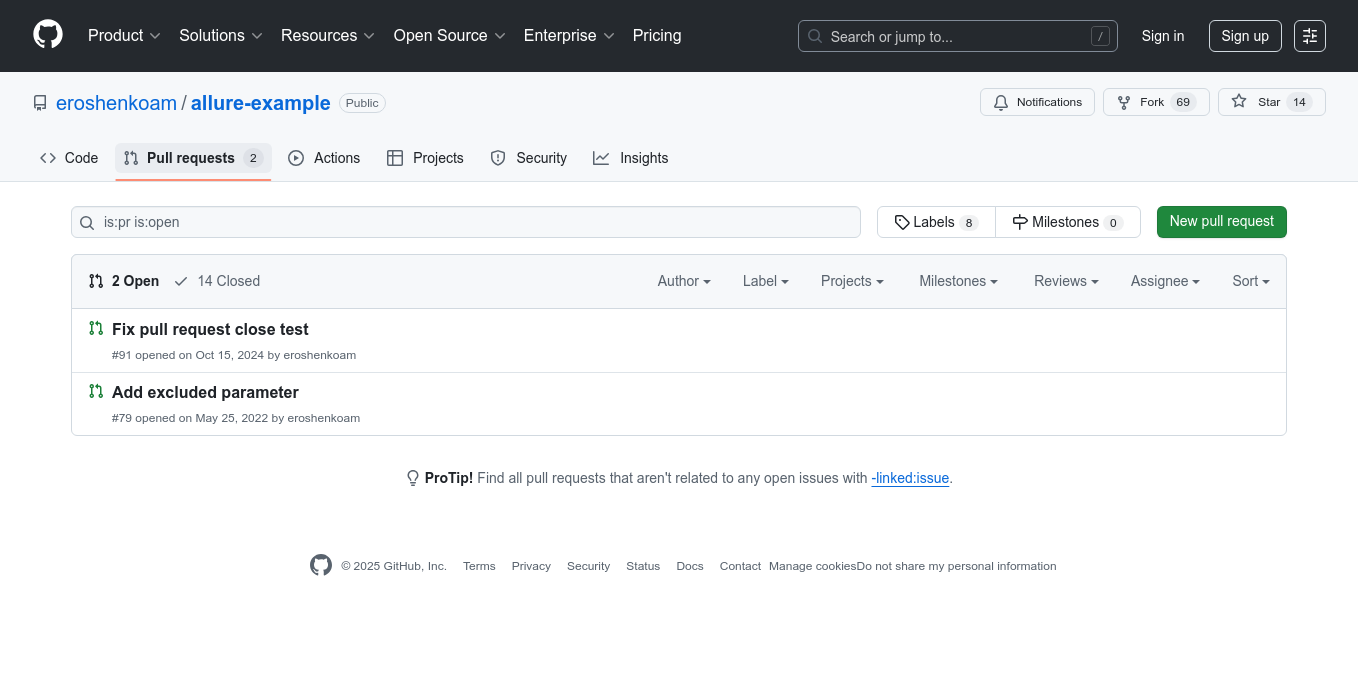 Product Solutions Resources Open Source Enterprise Pricing Search or jump to... / Sign in Sign up
eroshenkoam / allure-example Public Notifications Fork 69 Star 14
Code Pull requests 2 Actions Projects Security Insights
is:pr is:open Labels 8 Milestones 0 New pull request
2 Open 14 Closed Author Label Projects Milestones Reviews Assignee Sort
Fix pull request close test
#91 opened on Oct 15, 2024 by eroshenkoam
Add excluded parameter
#79 opened on May 25, 2022 by eroshenkoam
ProTip! Find all pull requests that aren't related to any open issues with -linked:issue.
© 2025 GitHub, Inc. Terms Privacy Security Status Docs Contact Manage cookies Do not share my personal information